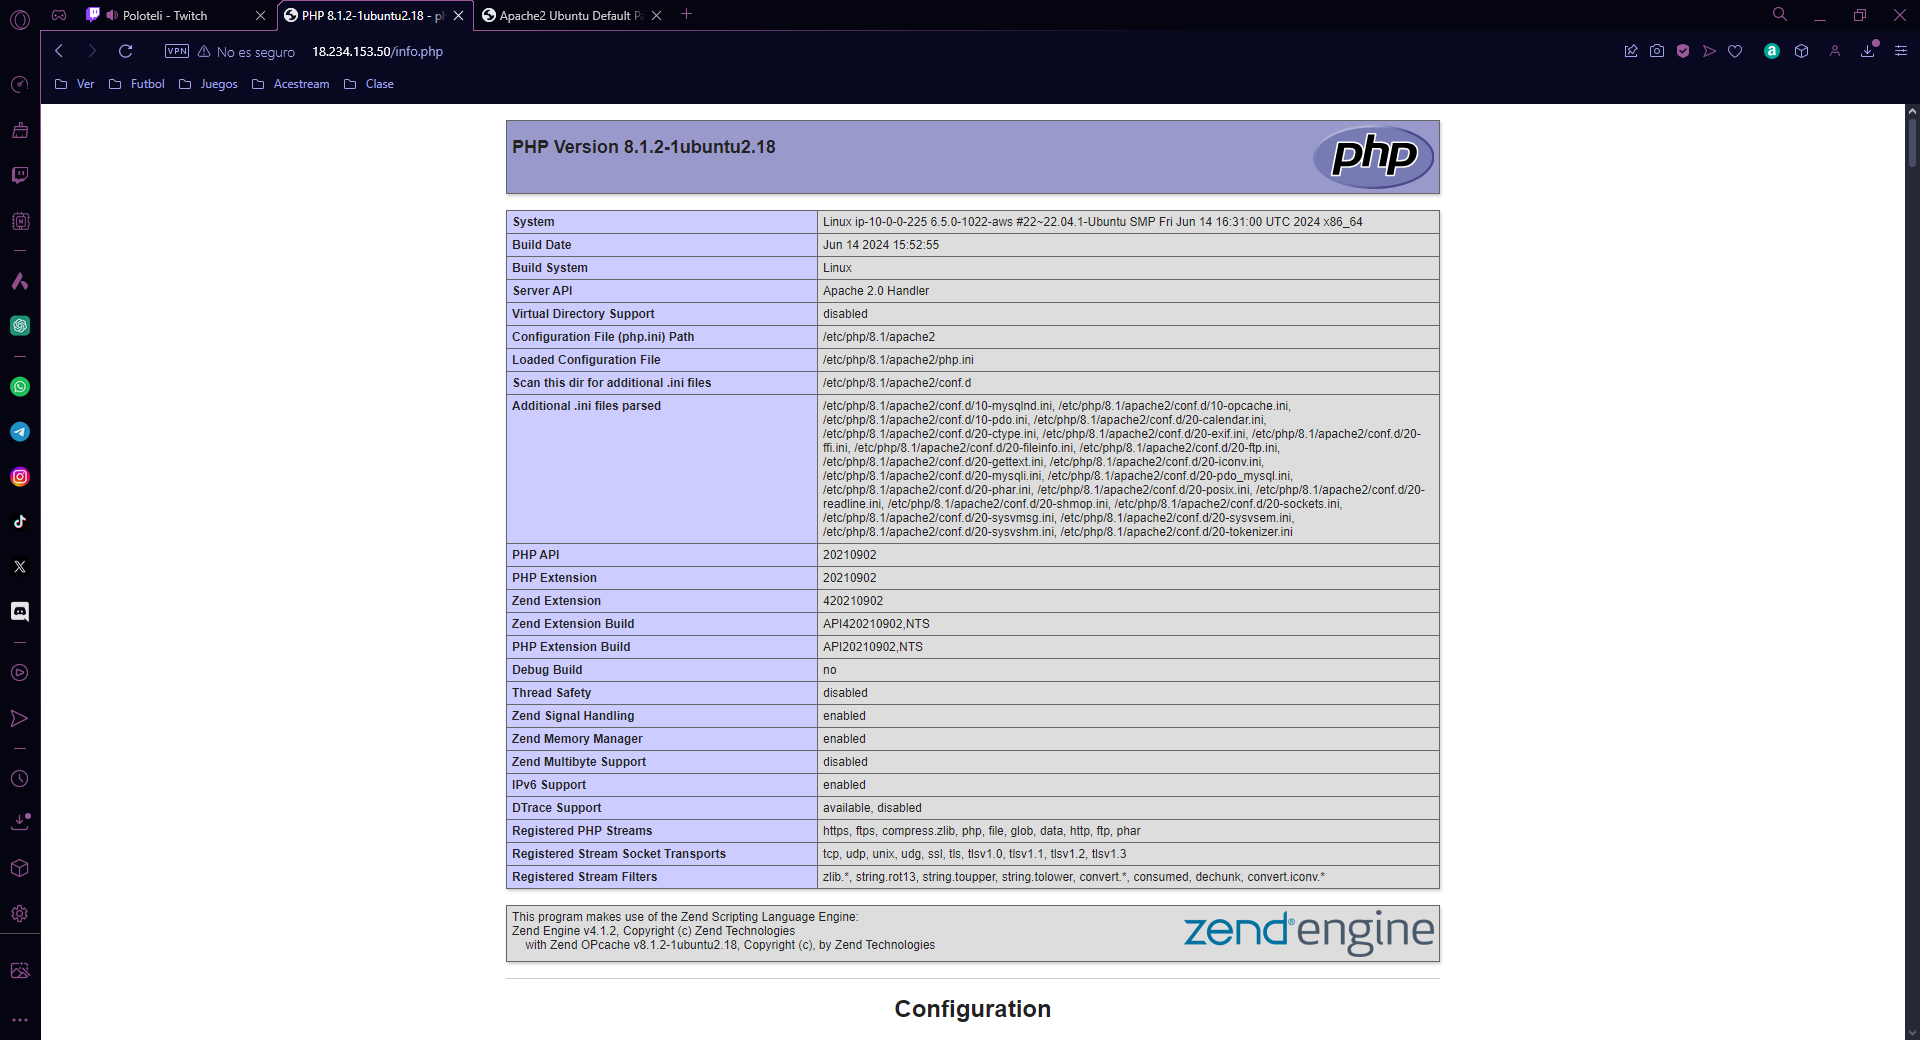 Poloteli - Twitch
PHP 8.1.2-1ubuntu2.18 - p
Apache2 Ubuntu Default P
VPN
No es seguro
18.234.153.50/info.php
a
Ver
Futbol
Juegos
Acestream
Clase
PHP Version 8.1.2-1ubuntu2.18
php
System
Linux ip-10-0-0-225 6.5.0-1022-aws #22~22.04.1-Ubuntu SMP Fri Jun 14 16:31:00 UTC 2024 x86_64
Build Date
Jun 14 2024 15:52:55
Build System
Linux
Server API
Apache 2.0 Handler
Virtual Directory Support
disabled
Configuration File (php.ini) Path
/etc/php/8.1/apache2
Loaded Configuration File
/etc/php/8.1/apache2/php.ini
Scan this dir for additional .ini files
/etc/php/8.1/apache2/conf.d
Additional .ini files parsed
/etc/php/8.1/apache2/conf.d/10-mysqlnd.ini, /etc/php/8.1/apache2/conf.d/10-opcache.ini,
/etc/php/8.1/apache2/conf.d/10-pdo.ini, /etc/php/8.1/apache2/conf.d/20-calendar.ini,
/etc/php/8.1/apache2/conf.d/20-ctype.ini, /etc/php/8.1/apache2/conf.d/20-exif.ini, /etc/php/8.1/apache2/conf.d/20-
ffi.ini, /etc/php/8.1/apache2/conf.d/20-fileinfo.ini, /etc/php/8.1/apache2/conf.d/20-ftp.ini,
/etc/php/8.1/apache2/conf.d/20-gettext.ini, /etc/php/8.1/apache2/conf.d/20-iconv.ini,
/etc/php/8.1/apache2/conf.d/20-mysqli.ini, /etc/php/8.1/apache2/conf.d/20-pdo_mysql.ini,
/etc/php/8.1/apache2/conf.d/20-phar.ini, /etc/php/8.1/apache2/conf.d/20-posix.ini, /etc/php/8.1/apache2/conf.d/20-
readline.ini, /etc/php/8.1/apache2/conf.d/20-shmop.ini, /etc/php/8.1/apache2/conf.d/20-sockets.ini,
/etc/php/8.1/apache2/conf.d/20-sysvmsg.ini, /etc/php/8.1/apache2/conf.d/20-sysvsem.ini,
/etc/php/8.1/apache2/conf.d/20-sysvshm.ini, /etc/php/8.1/apache2/conf.d/20-tokenizer.ini
PHP API
20210902
PHP Extension
20210902
Zend Extension
420210902
Zend Extension Build
API420210902,NTS
PHP Extension Build
API20210902,NTS
Debug Build
no
Thread Safety
disabled
Zend Signal Handling
enabled
Zend Memory Manager
enabled
Zend Multibyte Support
disabled
IPv6 Support
enabled
DTrace Support
available, disabled
Registered PHP Streams
https, ftps, compress.zlib, php, file, glob, data, http, ftp, phar
Registered Stream Socket Transports
tcp, udp, unix, udg, ssl, tls, tlsv1.0, tlsv1.1, tlsv1.2, tlsv1.3
Registered Stream Filters
zlib.*, string.rot13, string.toupper, string.tolower, convert.*, consumed, dechunk, convert.iconv.*
This program makes use of the Zend Scripting Language Engine:
Zend Engine v4.1.2, Copyright (c) Zend Technologies
with Zend OPcache v8.1.2-1ubuntu2.18, Copyright (c), by Zend Technologies
zend®engine
Configuration